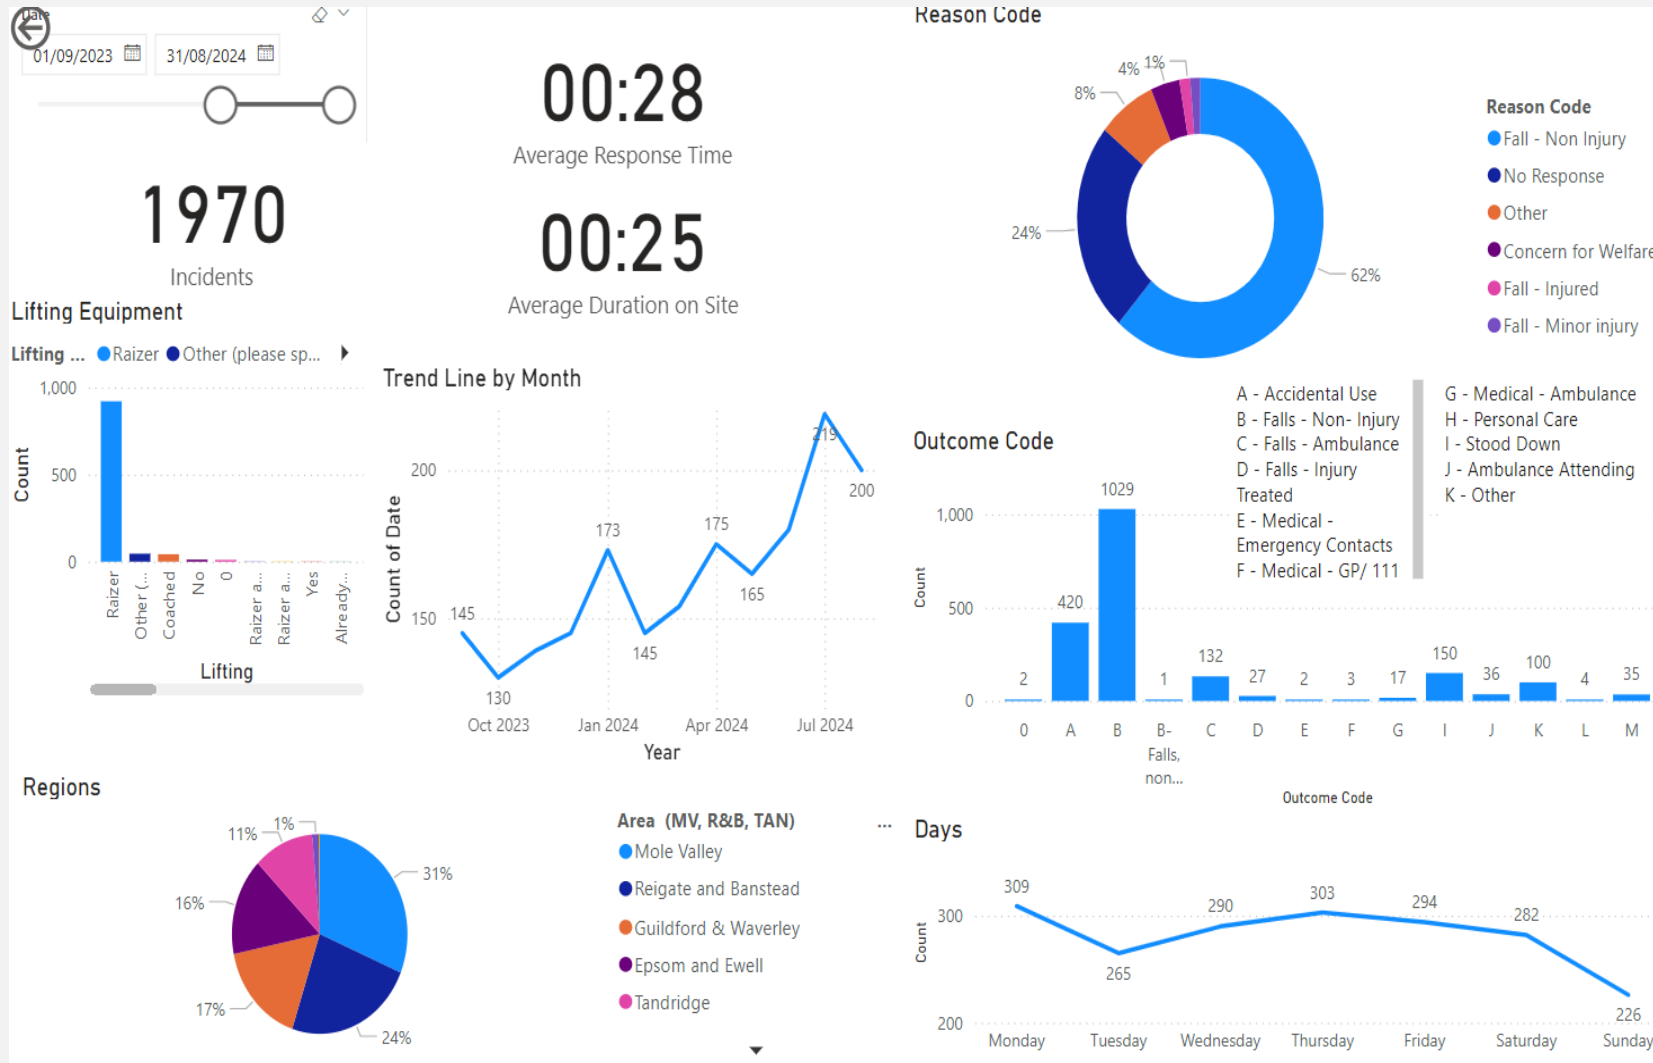 Date
01/09/2023
31/08/2024
1970
Incidents
00:28
Average Response Time
00:25
Average Duration on Site
Lifting Equipment
Lifting ...
Raizer
Other (please sp...
1,000
500
0
Count
Raizer
Other (...
Coached
No
0
Raizer a...
Raizer a...
Yes
Already...
Lifting
Trend Line by Month
Count of Date
200
150
145
130
173
145
175
165
219
200
Oct 2023
Jan 2024
Apr 2024
Jul 2024
Year
Regions
1%
11%
31%
16%
17%
24%
Area (MV, R&B, TAN)
...
Mole Valley
Reigate and Banstead
Guildford & Waverley
Epsom and Ewell
Tandridge
Reason Code
4%
1%
8%
24%
62%
Reason Code
Fall - Non Injury
No Response
Other
Concern for Welfare
Fall - Injured
Fall - Minor injury
Outcome Code
A - Accidental Use
B - Falls - Non- Injury
C - Falls - Ambulance
D - Falls - Injury
Treated
E - Medical -
Emergency Contacts
F - Medical - GP/ 111
G - Medical - Ambulance
H - Personal Care
I - Stood Down
J - Ambulance Attending
K - Other
Count
1,000
500
0
2
420
1029
1
132
27
2
3
17
150
36
100
4
35
0
A
B
B-
Falls,
non...
C
D
E
F
G
I
J
K
L
M
Outcome Code
Days
Count
300
200
309
265
290
303
294
282
226
Monday
Tuesday
Wednesday
Thursday
Friday
Saturday
Sunday